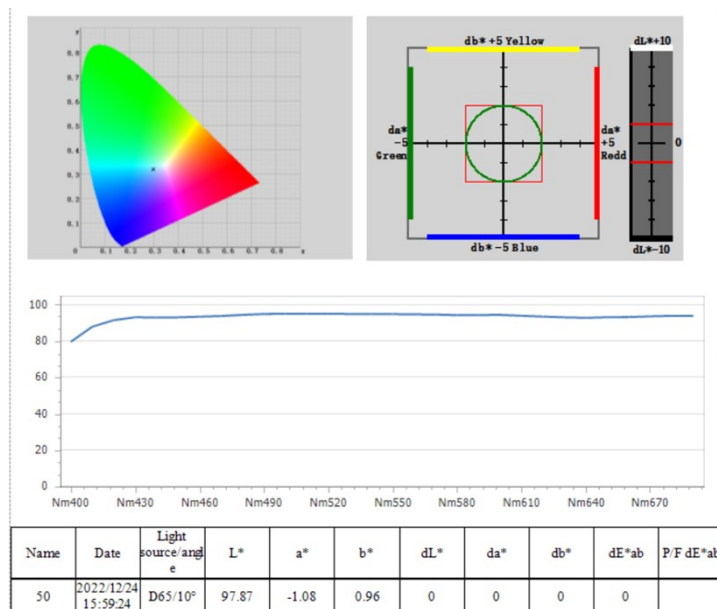 y
0.8
0.7
0.6
0.5
0.4
0.3
0.2
0.1
0 0.1 0.2 0.3 0.4 0.5 0.6 0.7 0.8 x
db* +5 Yellow
da*
-5
Green
da*
+5
Redd
db* -5 Blue
dL*+10
0
dL*-10
100
80
60
40
20
0
Nm400 Nm430 Nm460 Nm490 Nm520 Nm550 Nm580 Nm610 Nm640 Nm670
Name Date Light source/angl e L* a* b* dL* da* db* dE*ab P/F dE*ab
50 2022/12/24 15:59:24 D65/10° 97.87 -1.08 0.96 0 0 0 0